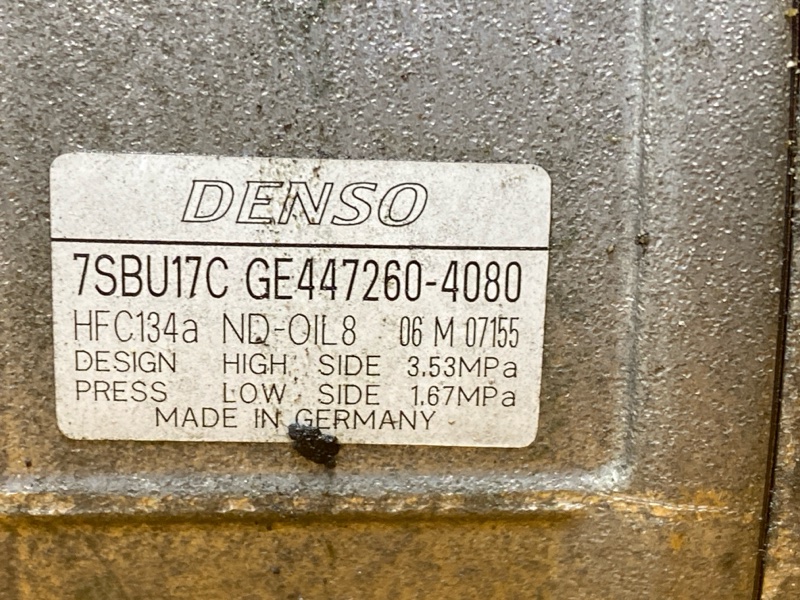 DENSO
7SBU17C GE447260-4080
HFC134a ND-OIL8 06 M 07155
DESIGN HIGH SIDE 3.53MPa
PRESS LOW SIDE 1.67MPa
MADE IN GERMANY